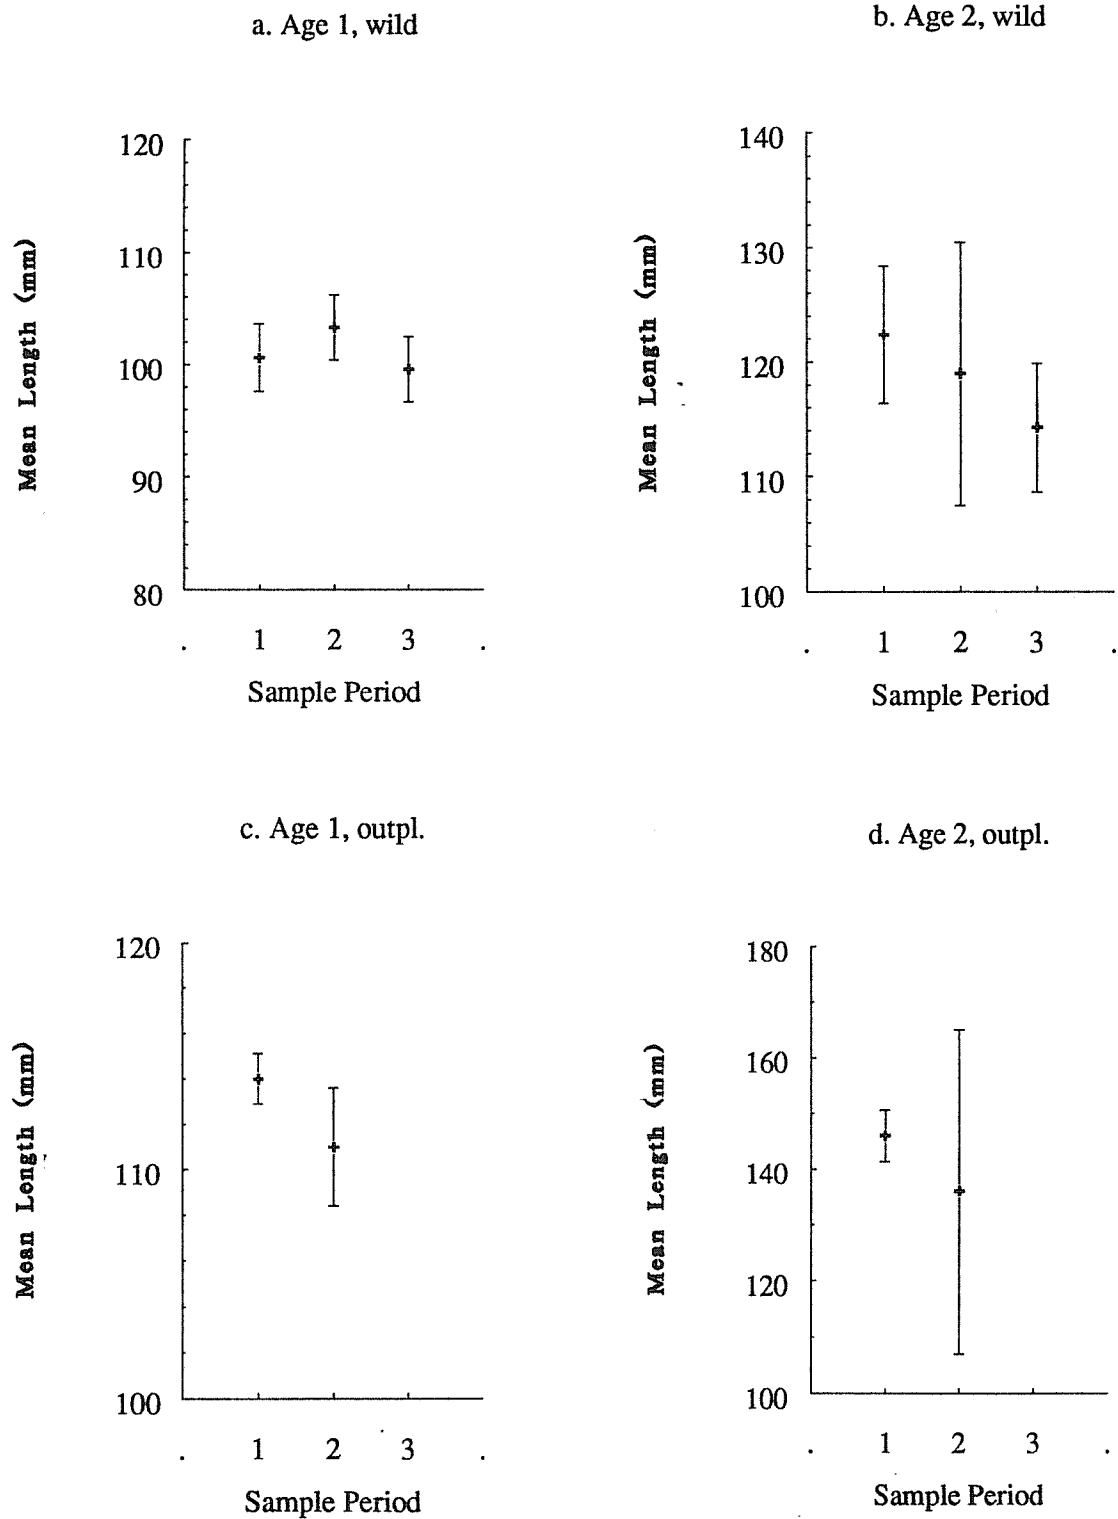 a. Age 1, wild
120
110
100
90
80
Mean Length (mm)
. 1 2 3 .
Sample Period
b. Age 2, wild
140
130
120
110
100
Mean Length (mm)
. 1 2 3 .
Sample Period
c. Age 1, outpl.
120
110
100
Mean Length (mm)
. 1 2 3 .
Sample Period
d. Age 2, outpl.
180
160
140
120
100
Mean Length (mm)
. 1 2 3 .
Sample Period